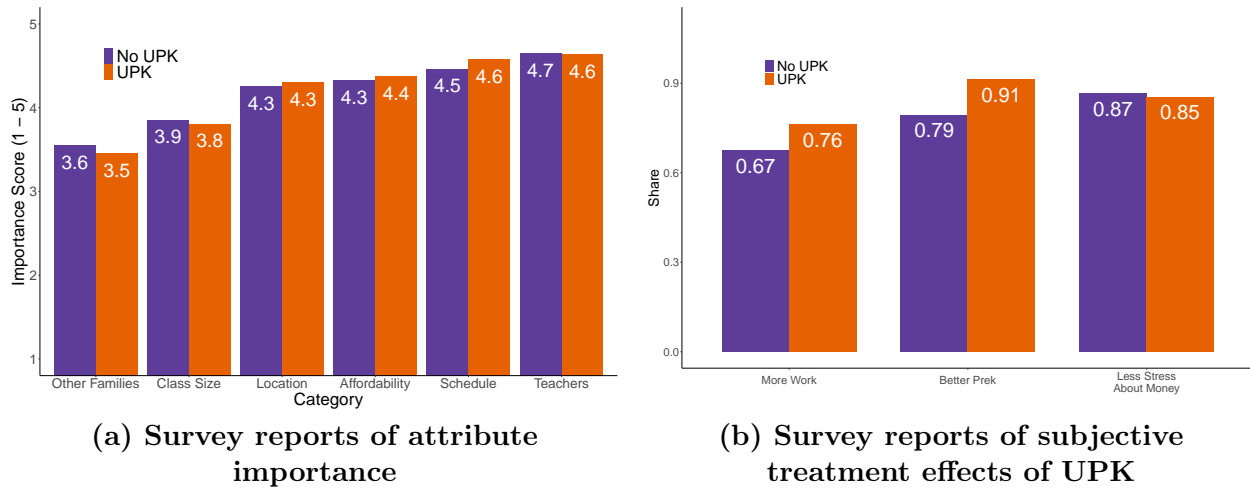 5
4
3
2
1
Importance Score (1 − 5)
No UPK
UPK
3.6
3.5
3.9
3.8
4.3
4.3
4.3
4.4
4.5
4.6
4.7
4.6
Other Families
Class Size
Location
Affordability
Schedule
Teachers
Category
(a) Survey reports of attribute
importance
0.9
0.6
0.3
0.0
Share
No UPK
UPK
0.67
0.76
0.79
0.91
0.87
0.85
More Work
Better Prek
Less Stress
About Money
(b) Survey reports of subjective
treatment effects of UPK